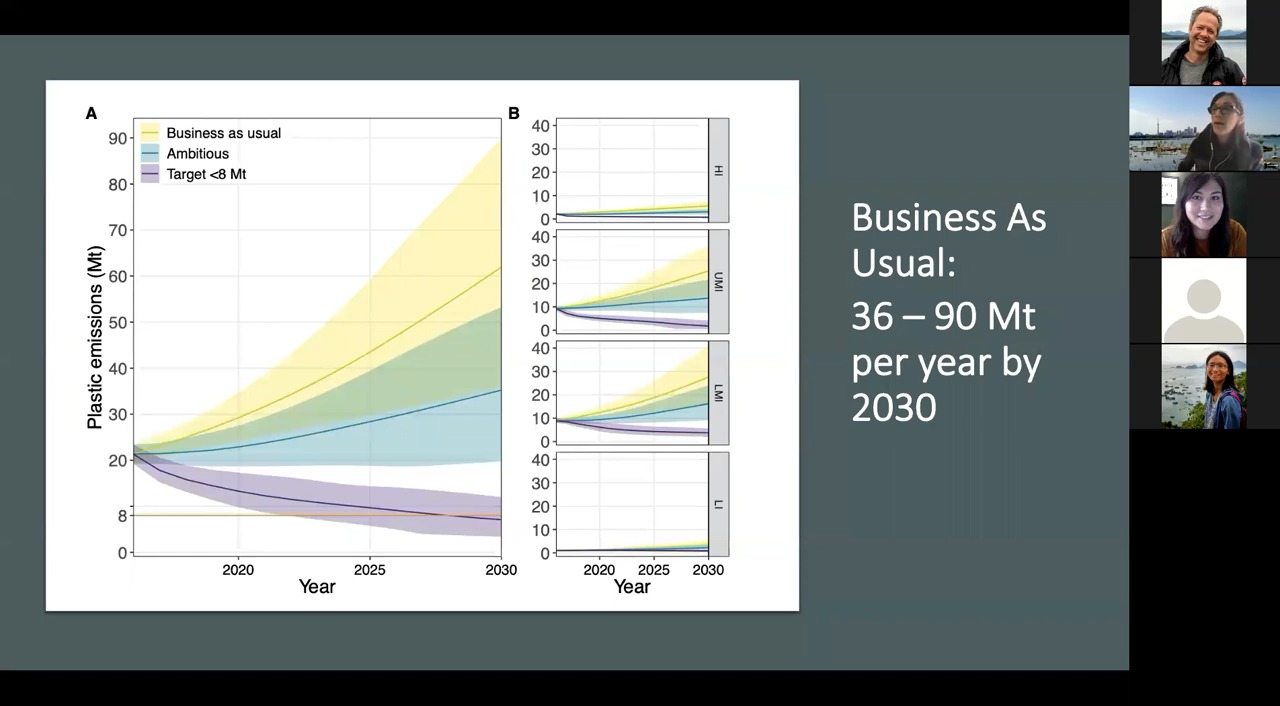 A
Business as usual
Ambitious
Target <8 Mt
Plastic emissions (Mt)
90
80
70
60
50
40
30
20
8
0
2020 2025 2030
Year
B
40
30
20
10
0
HI
40
30
20
10
0
UMI
40
30
20
10
0
LMI
40
30
20
10
0
LI
2020 2025 2030
Year
Business As
Usual:
36 – 90 Mt
per year by
2030